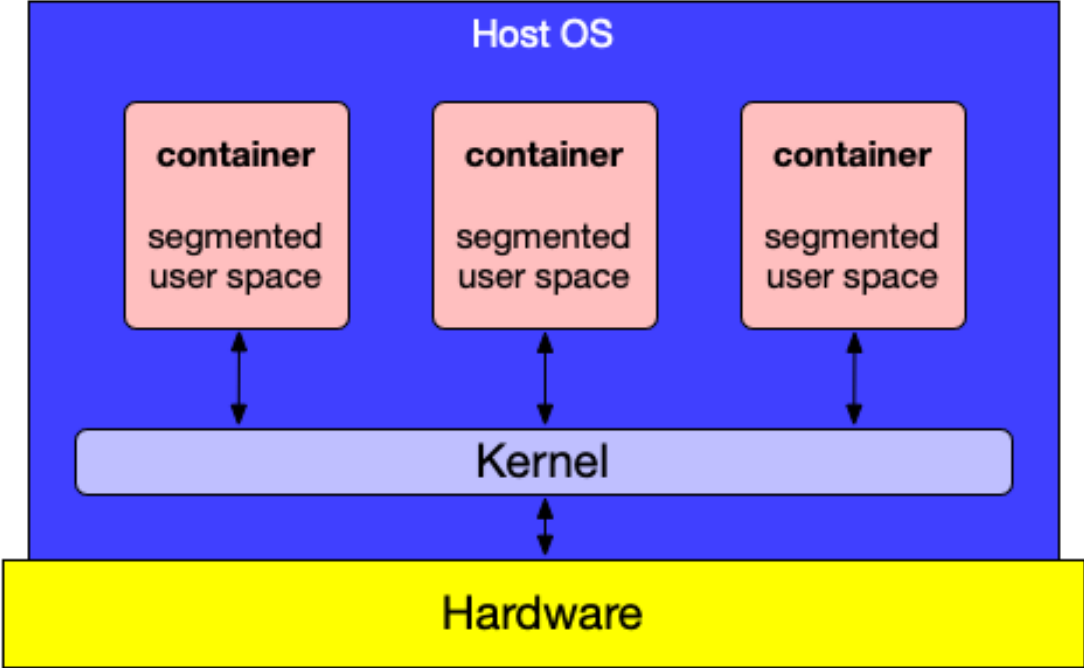 Host OS
container
segmented
user space
container
segmented
user space
container
segmented
user space
Kernel
Hardware